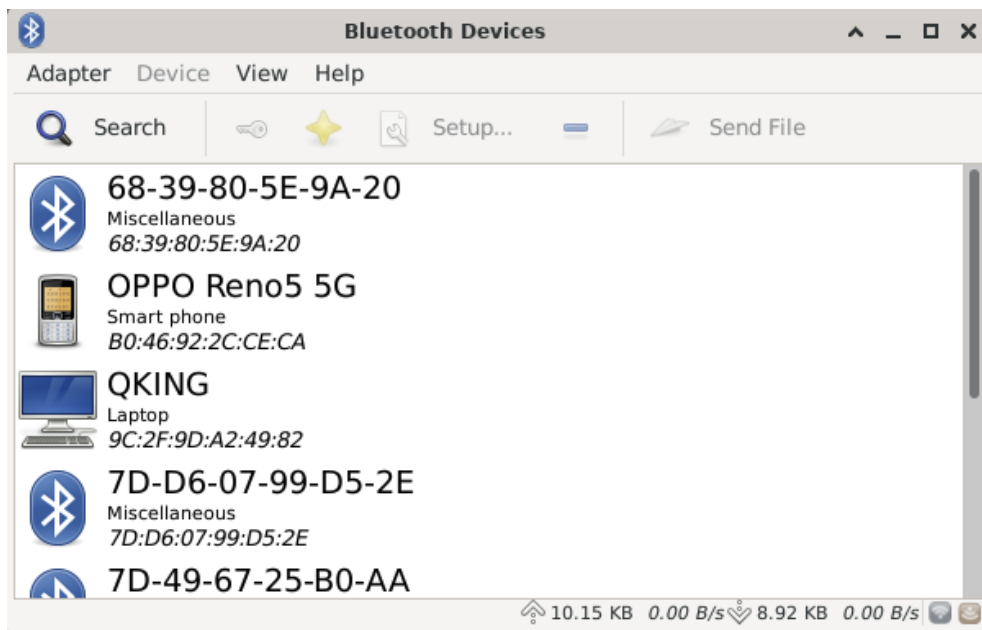 Bluetooth Devices
Adapter Device View Help
Search Setup... Send File
68-39-80-5E-9A-20
Miscellaneous
68:39:80:5E:9A:20
OPPO Reno5 5G
Smart phone
B0:46:92:2C:CE:CA
QKING
Laptop
9C:2F:9D:A2:49:82
7D-D6-07-99-D5-2E
Miscellaneous
7D:D6:07:99:D5:2E
7D-49-67-25-B0-AA
10.15 KB 0.00 B/s 8.92 KB 0.00 B/s